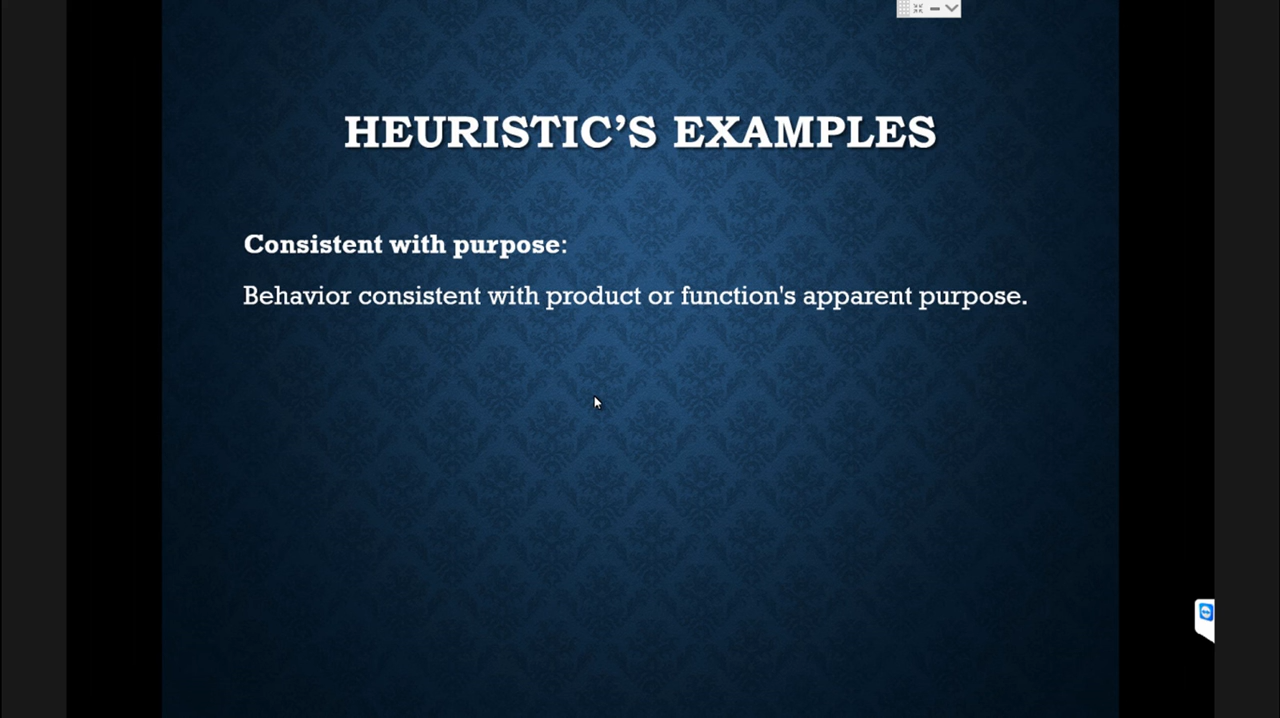 HEURISTIC’S EXAMPLES
Consistent with purpose:
Behavior consistent with product or function's apparent purpose.